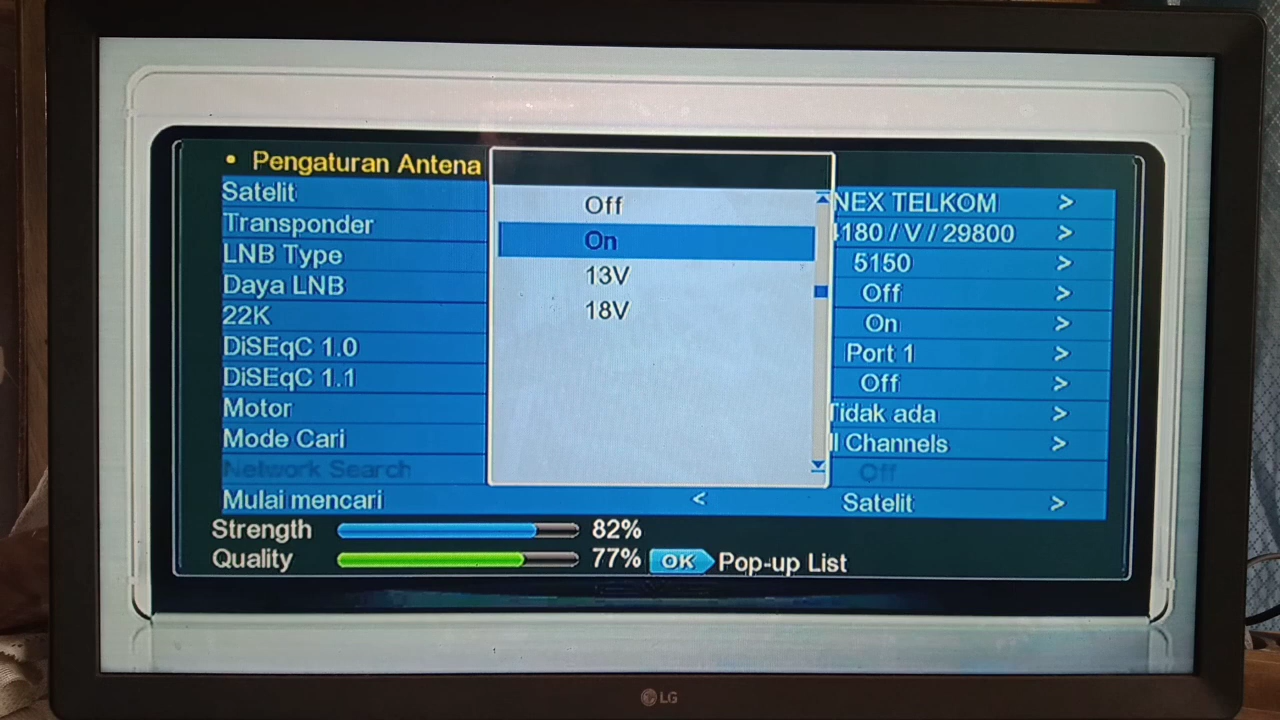 • Pengaturan Antena
Satelit NEX TELKOM >
Transponder 4180 / V / 29800 >
LNB Type 5150 >
Daya LNB Off >
22K On >
DiSEqC 1.0 Port 1 >
DiSEqC 1.1 Off >
Motor Tidak ada >
Mode Cari ll Channels >
Network Search Off
Mulai mencari < Satelit >
Off
On
13V
18V
Strength 82%
Quality 77% OK Pop-up List
LG